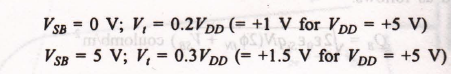 V_SB = 0 V; V_t = 0.2V_DD (= +1 V for V_DD = +5 V)
V_SB = 5 V; V_t = 0.3V_DD (= +1.5 V for V_DD = +5 V)